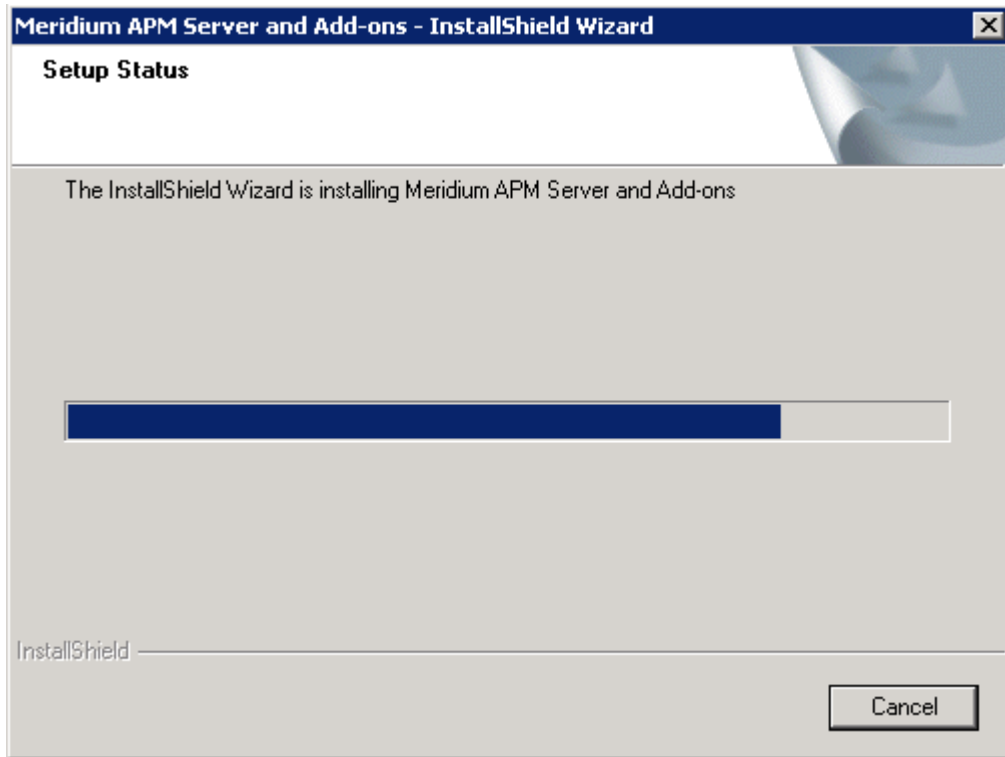 Meridium APM Server and Add-ons - InstallShield Wizard
Setup Status
The InstallShield Wizard is installing Meridium APM Server and Add-ons
InstallShield
Cancel